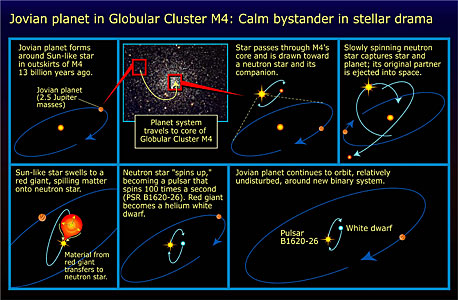 Jovian planet in Globular Cluster M4: Calm bystander in stellar drama
Jovian planet forms
around Sun-like star
in outskirts of M4
13 billion years ago.
Jovian planet
(2.5 Jupiter
masses)
Planet system
travels to core of
Globular Cluster M4
Star passes through M4's
core and is drawn toward
a neutron star and its
companion.
Slowly spinning neutron
star captures star and
planet; its original partner
is ejected into space.
Sun-like star swells to a
red giant, spilling matter
onto neutron star.
Material from
red giant
transfers to
neutron star.
Neutron star "spins up,"
becoming a pulsar that
spins 100 times a second
(PSR B1620-26). Red giant
becomes a helium white
dwarf.
Jovian planet continues to orbit, relatively
undisturbed, around new binary system.
White dwarf
Pulsar
B1620-26